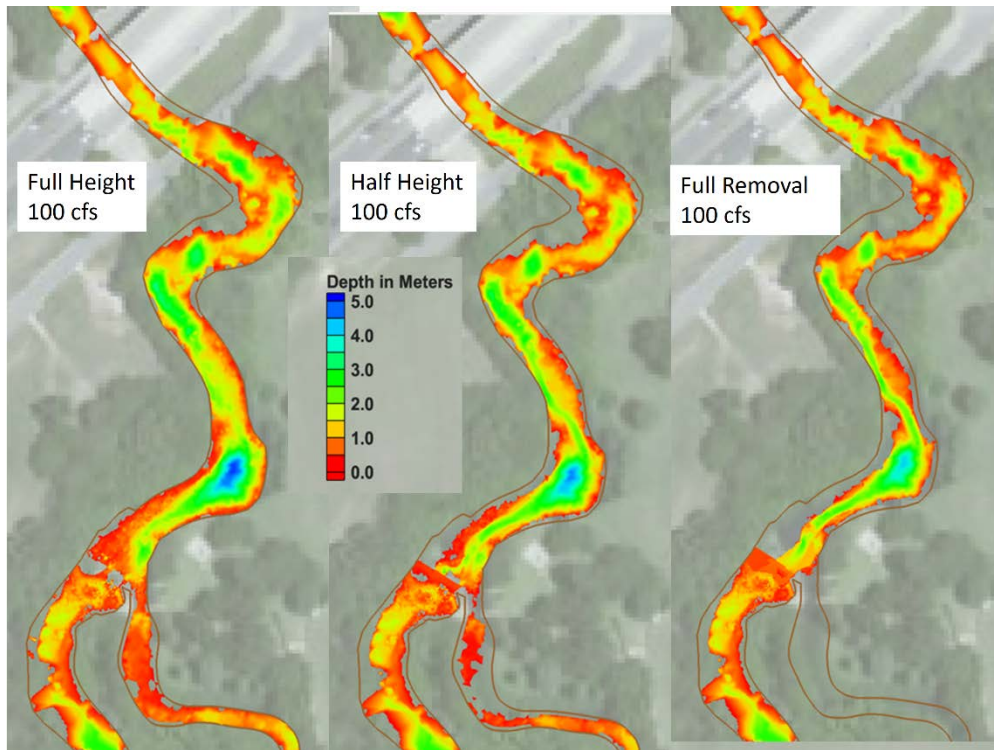 Full Height
100 cfs
Half Height
100 cfs
Full Removal
100 cfs
Depth in Meters
5.0
4.0
3.0
2.0
1.0
0.0